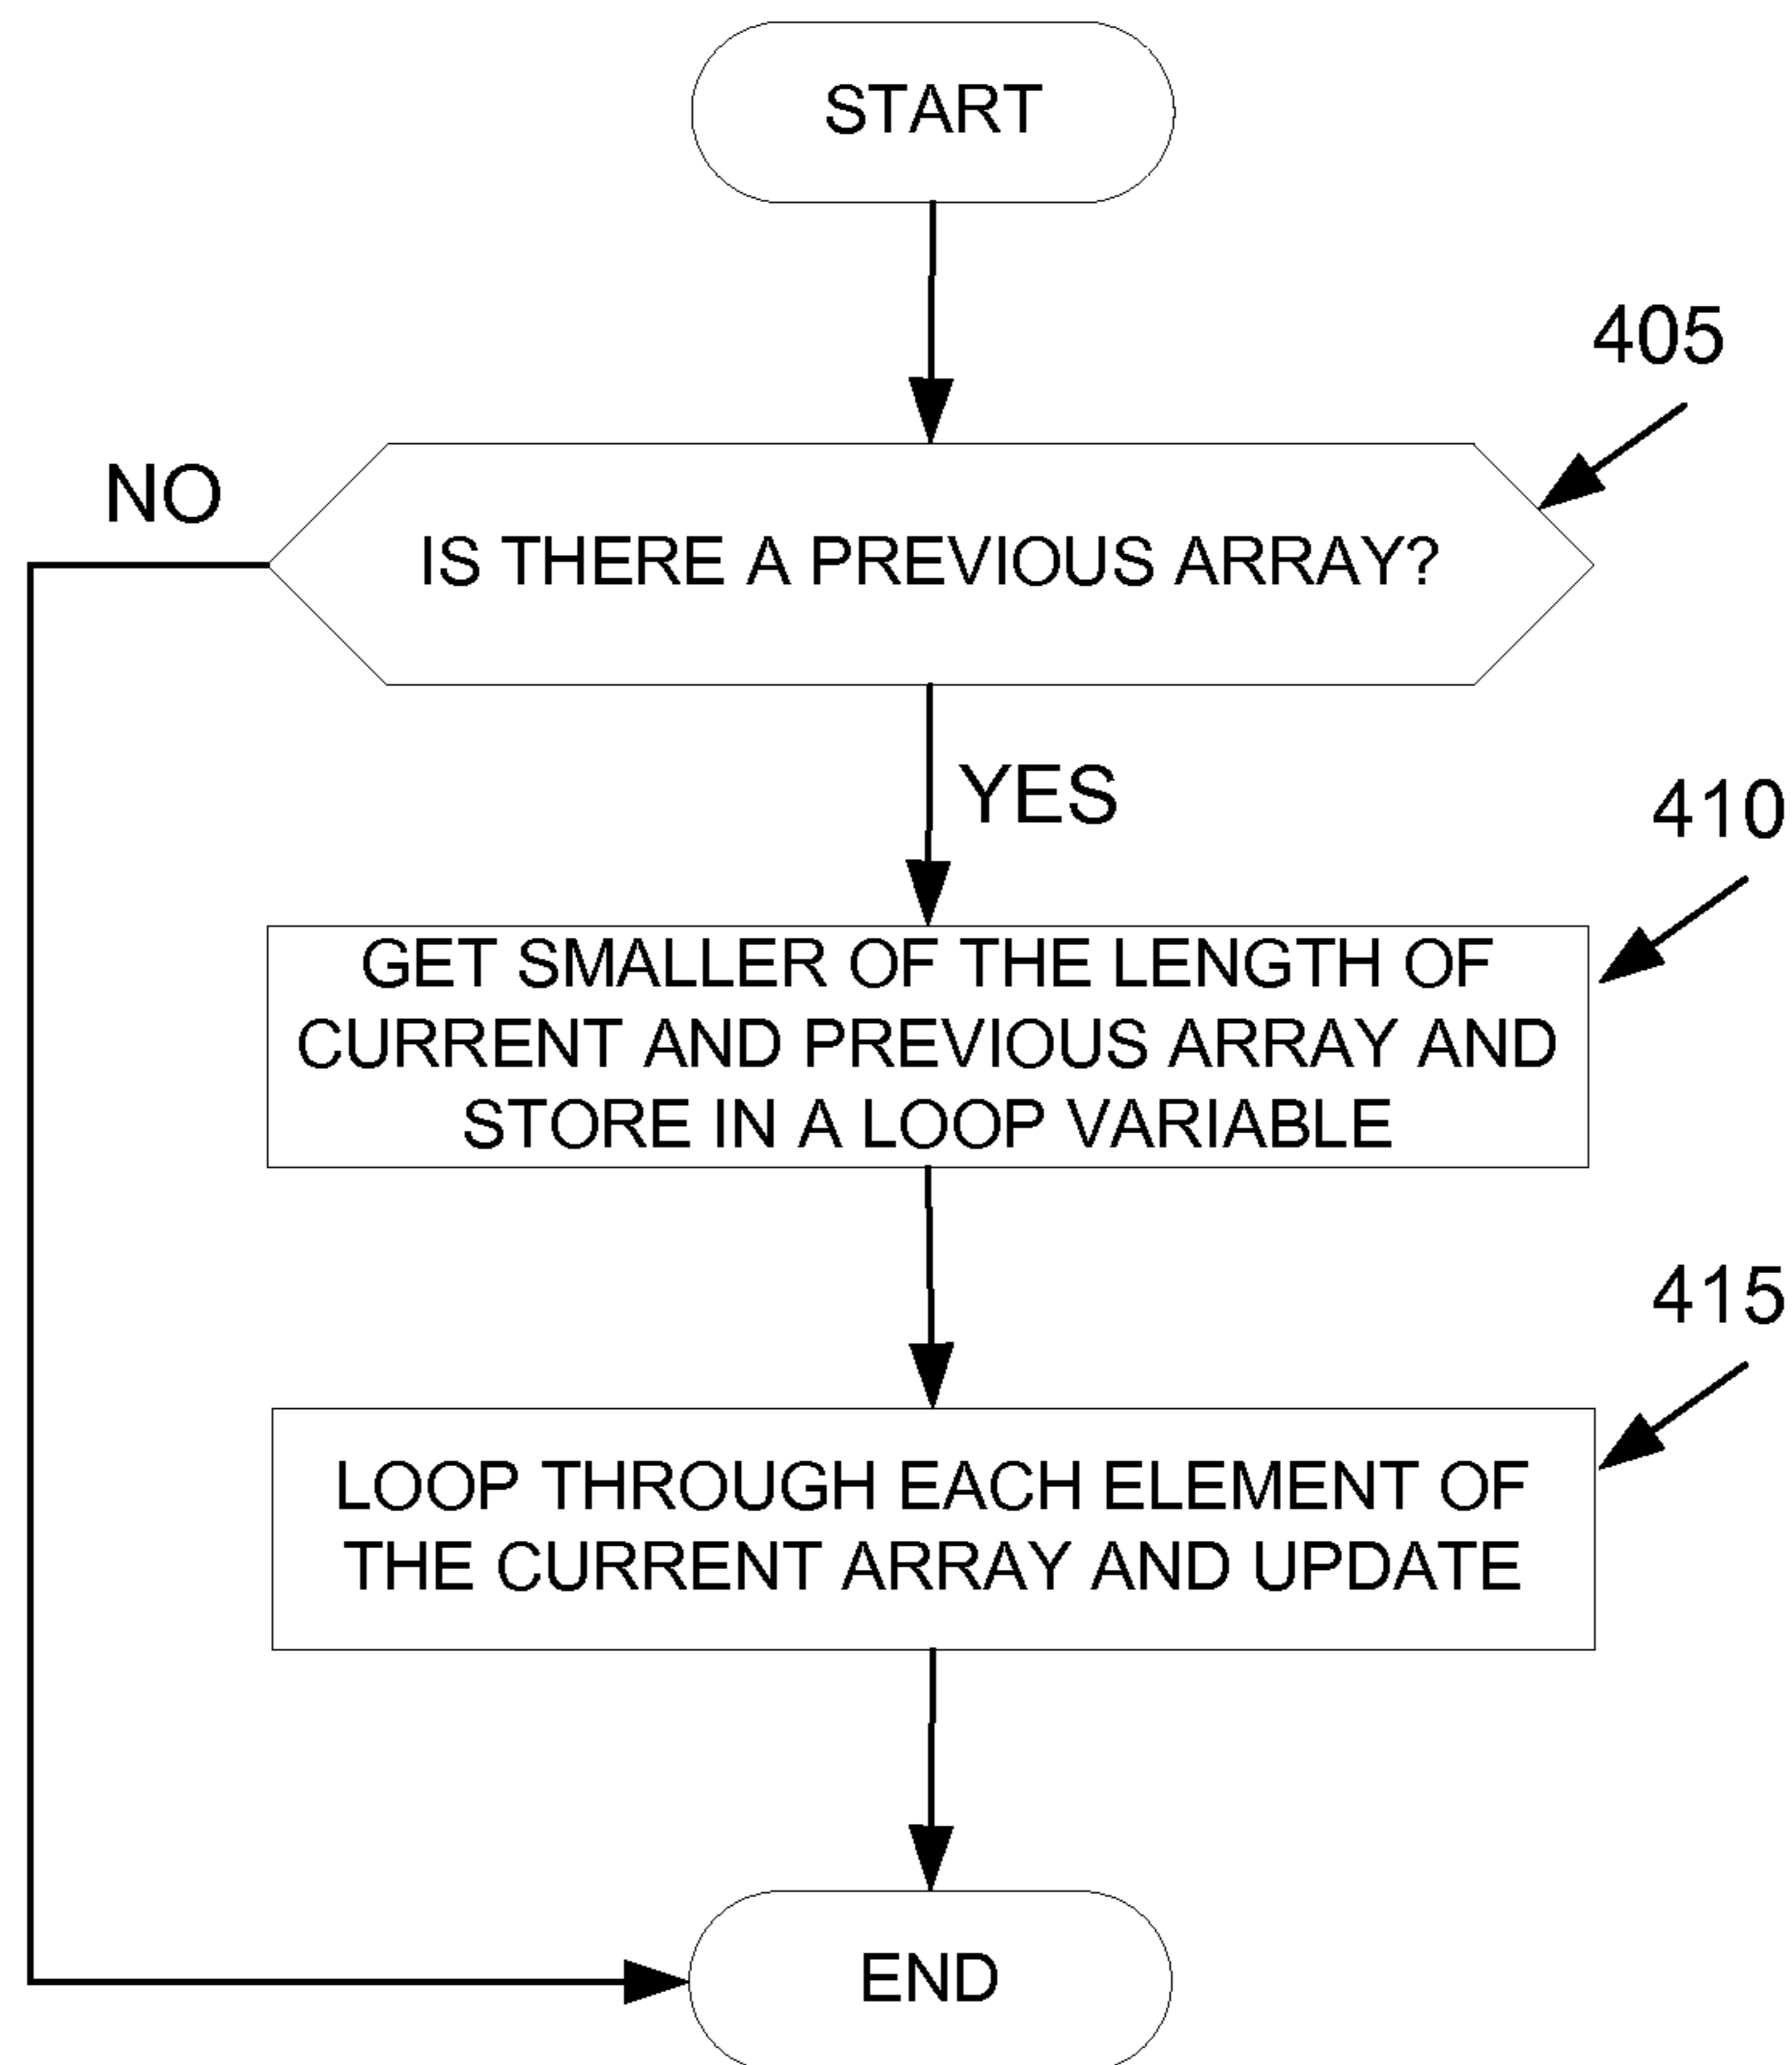 START
405
NO
IS THERE A PREVIOUS ARRAY?
YES
410
GET SMALLER OF THE LENGTH OF
CURRENT AND PREVIOUS ARRAY AND
STORE IN A LOOP VARIABLE
415
LOOP THROUGH EACH ELEMENT OF
THE CURRENT ARRAY AND UPDATE
END